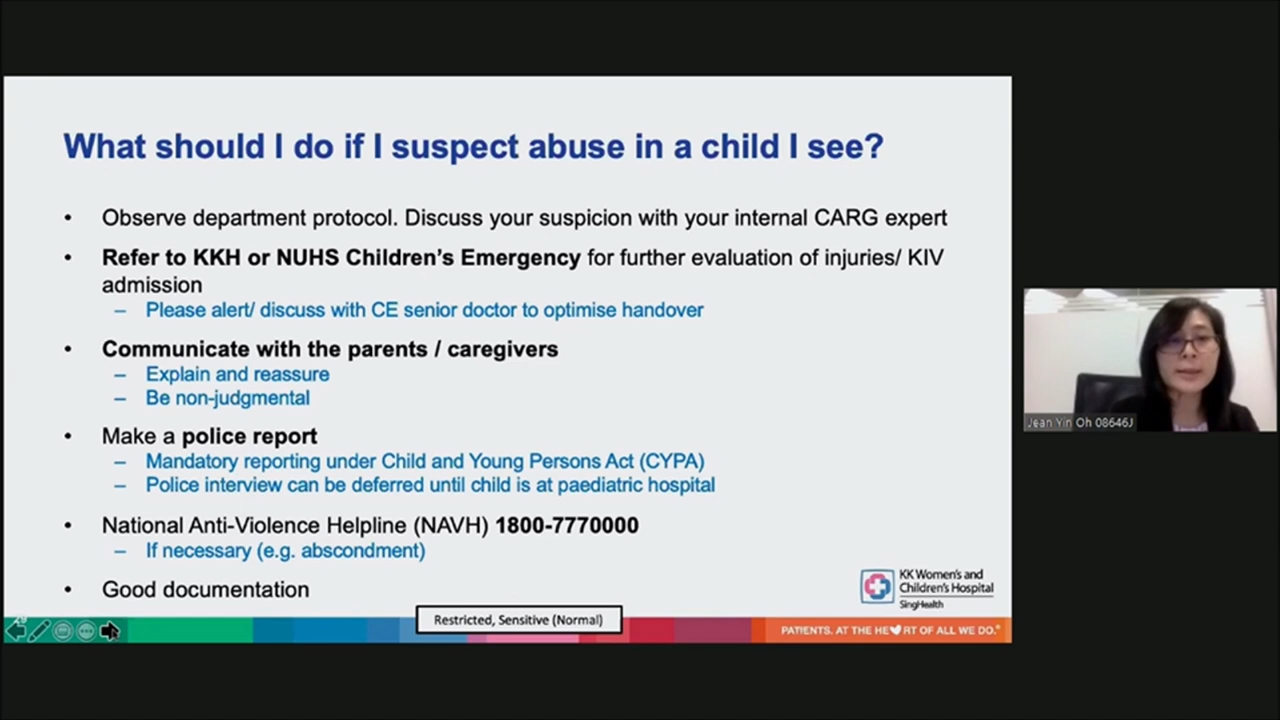 What should I do if I suspect abuse in a child I see?
• Observe department protocol. Discuss your suspicion with your internal CARG expert
• Refer to KKH or NUHS Children’s Emergency for further evaluation of injuries/ KIV
admission
– Please alert/ discuss with CE senior doctor to optimise handover
• Communicate with the parents / caregivers
– Explain and reassure
– Be non-judgmental
• Make a police report
– Mandatory reporting under Child and Young Persons Act (CYPA)
– Police interview can be deferred until child is at paediatric hospital
• National Anti-Violence Helpline (NAVH) 1800-7770000
– If necessary (e.g. abscondment)
• Good documentation
KK Women's and
Children's Hospital
SingHealth
Restricted, Sensitive (Normal)
PATIENTS. AT THE HE♥RT OF ALL WE DO.®
Jean Yin Oh 08646J